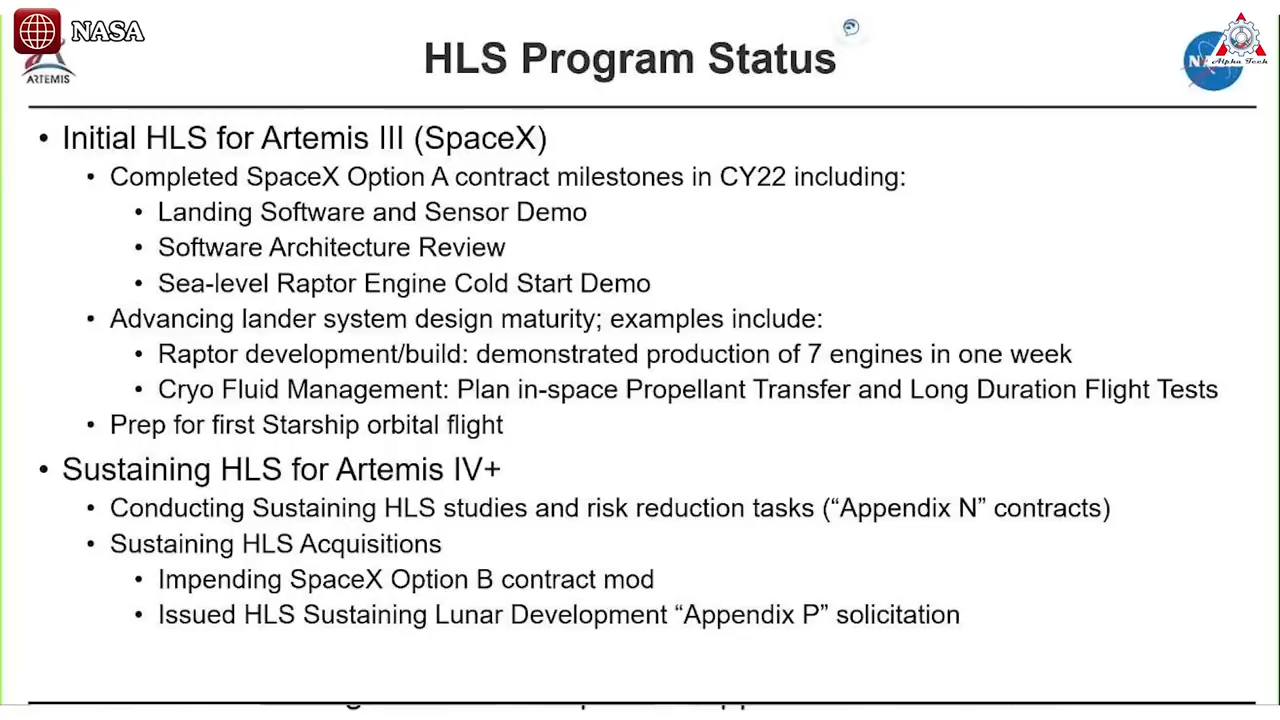 NASA
ARTEMIS
HLS Program Status
Alpha Tech
• Initial HLS for Artemis III (SpaceX)
• Completed SpaceX Option A contract milestones in CY22 including:
• Landing Software and Sensor Demo
• Software Architecture Review
• Sea-level Raptor Engine Cold Start Demo
• Advancing lander system design maturity; examples include:
• Raptor development/build: demonstrated production of 7 engines in one week
• Cryo Fluid Management: Plan in-space Propellant Transfer and Long Duration Flight Tests
• Prep for first Starship orbital flight
• Sustaining HLS for Artemis IV+
• Conducting Sustaining HLS studies and risk reduction tasks (“Appendix N” contracts)
• Sustaining HLS Acquisitions
• Impending SpaceX Option B contract mod
• Issued HLS Sustaining Lunar Development “Appendix P” solicitation